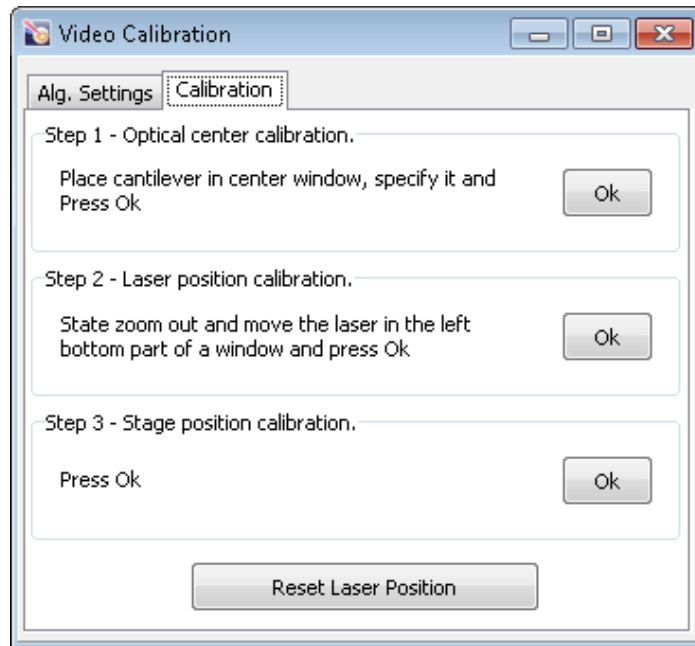 Video Calibration
Alg. Settings
Calibration
Step 1 - Optical center calibration.
Place cantilever in center window, specify it and
Press Ok
Ok
Step 2 - Laser position calibration.
State zoom out and move the laser in the left
bottom part of a window and press Ok
Ok
Step 3 - Stage position calibration.
Press Ok
Ok
Reset Laser Position